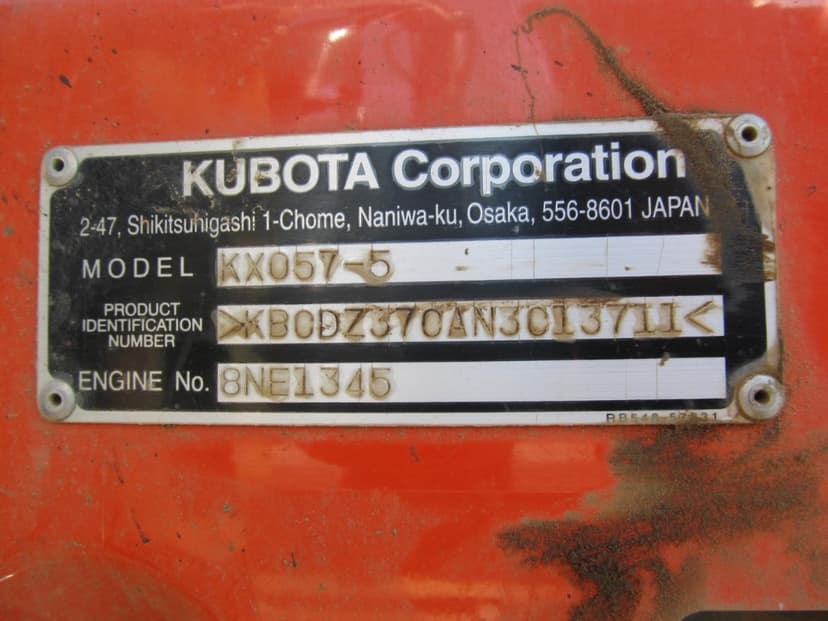 KUBOTA Corporation
2-47, Shikitsuhigashi 1-Chome, Naniwa-ku, Osaka, 556-8601 JAPAN
MODEL KX057-5
PRODUCT IDENTIFICATION NUMBER >KBCDZ370AN3C13711<
ENGINE No. 8NE1345